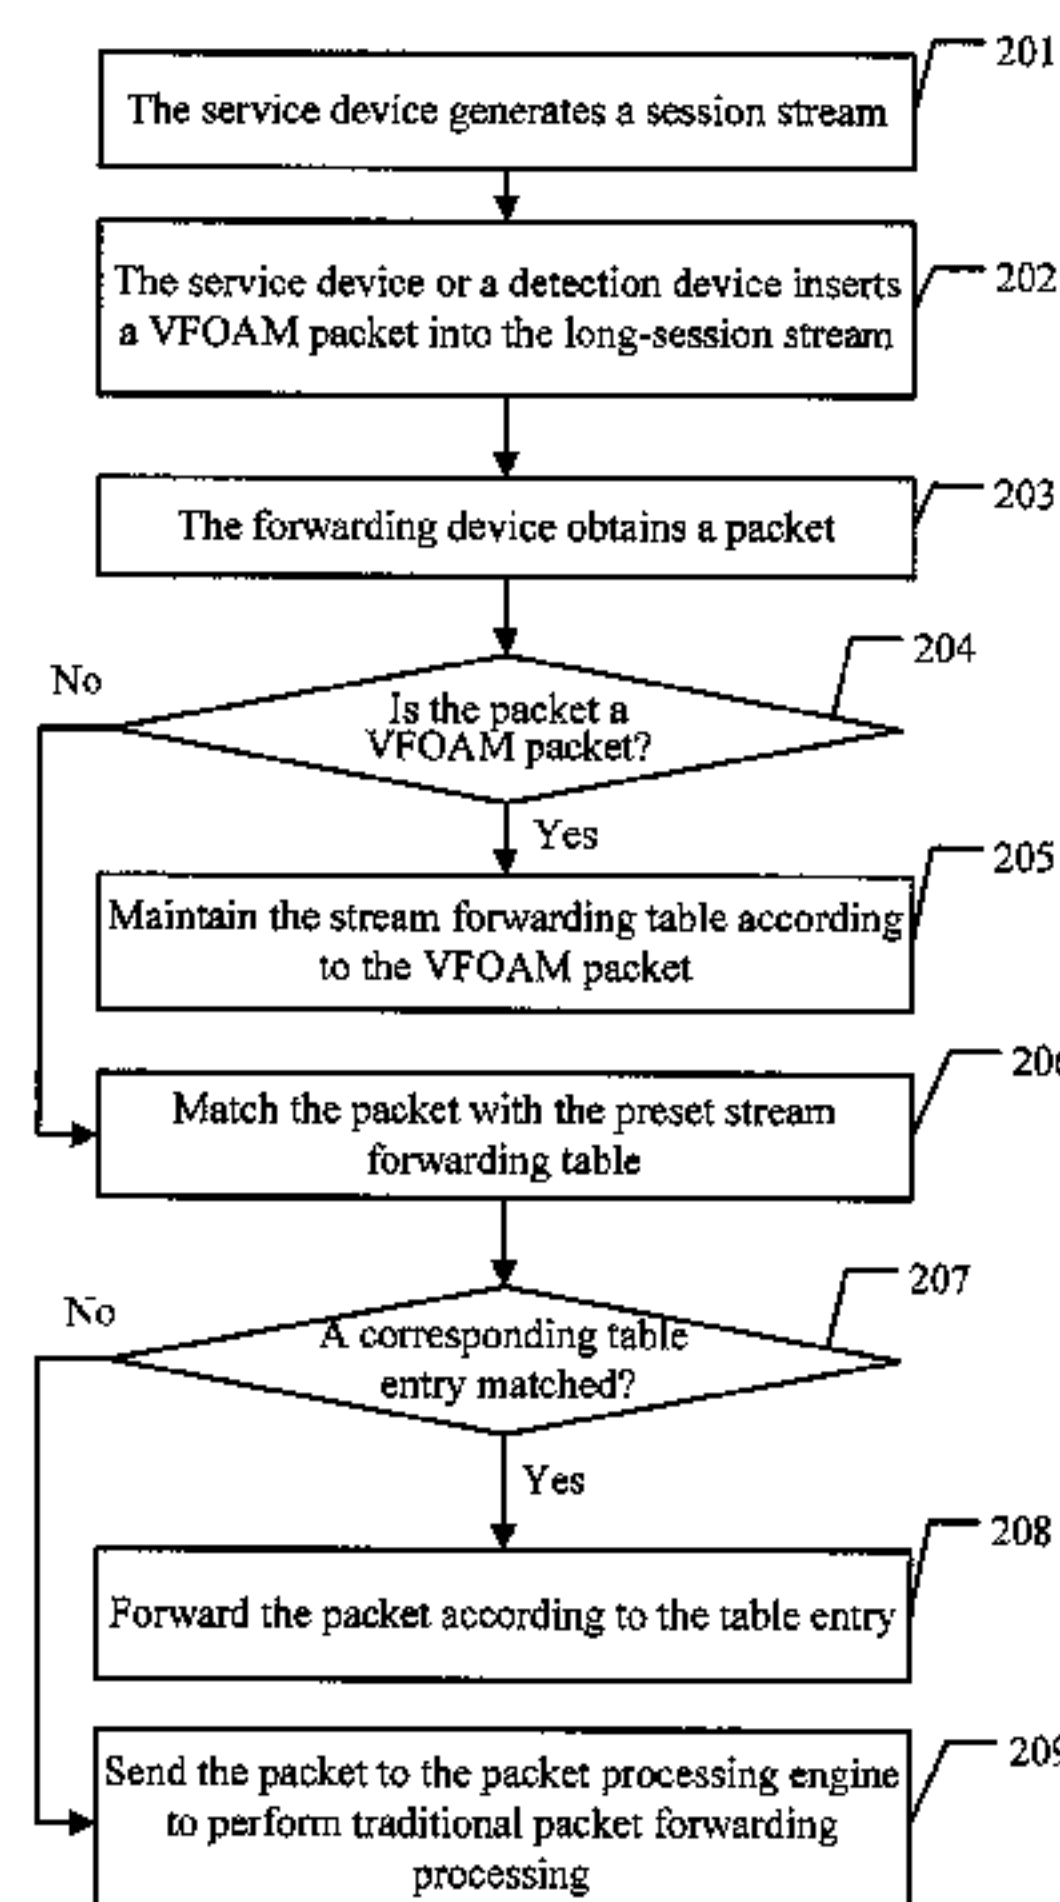 201
The service device generates a session stream
202
The service device or a detection device inserts
a VFOAM packet into the long-session stream
203
The forwarding device obtains a packet
204
No
Is the packet a
VFOAM packet?
Yes
205
Maintain the stream forwarding table according
to the VFOAM packet
206
Match the packet with the preset stream
forwarding table
207
No
A corresponding table
entry matched?
Yes
208
Forward the packet according to the table entry
209
Send the packet to the packet processing engine
to perform traditional packet forwarding
processing